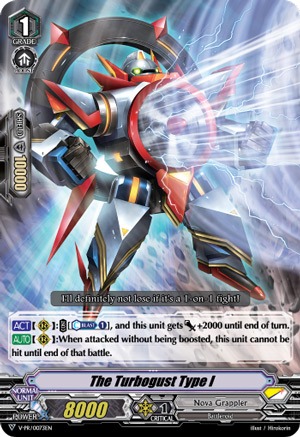 1
GRADE
BOOST
SHIELD 10000
I'll definitely not lose if it's a 1-on-1 fight!
ACT【 】:【C BLAST 1】, and this unit gets +2000 until end of turn.
AUTO【 】:When attacked without being boosted, this unit cannot be
hit until end of that battle.
NORMAL UNIT
The Turbogust Type I
POWER 8000
1 CRITICAL
Nova Grappler
Battleroid
V-PR/0073EN
Illust / Hirokorin